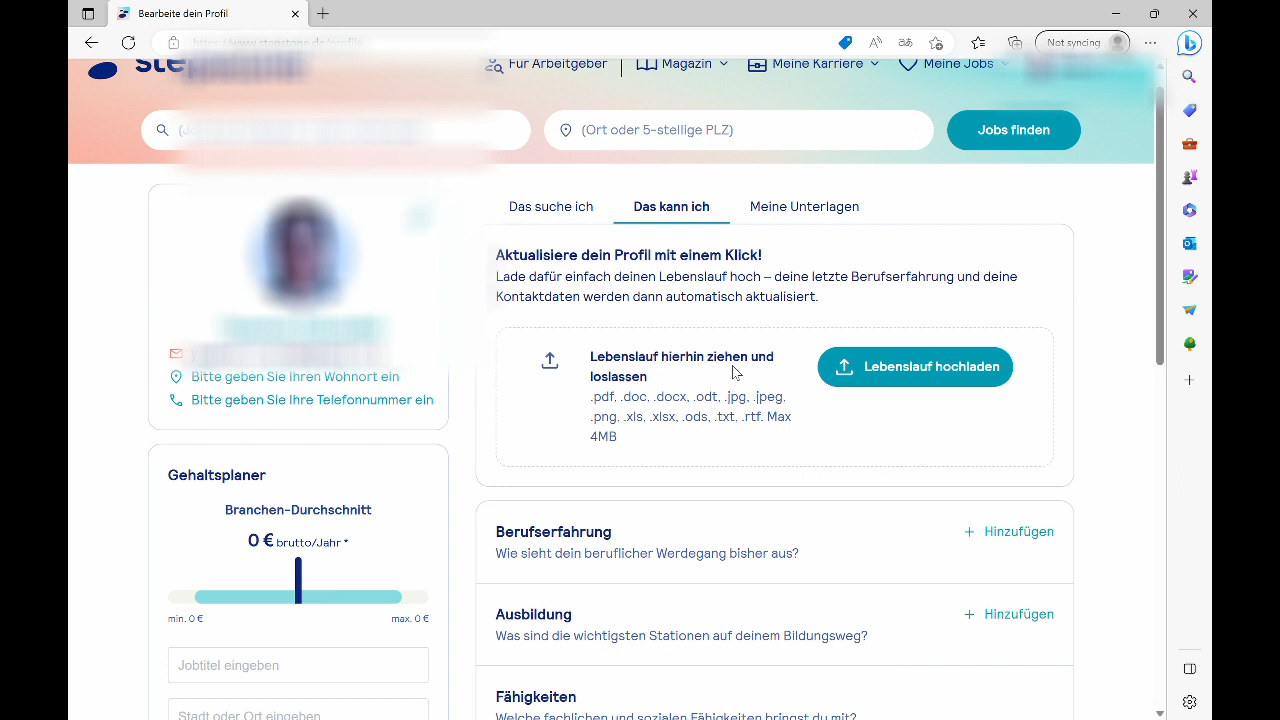 Bearbeite dein Profil
Not syncing
Für Arbeitgeber
Magazin
Meine Karriere
Meine Jobs
(Ort oder 5-stellige PLZ)
Jobs finden
Das suche ich
Das kann ich
Meine Unterlagen
Aktualisiere dein Profil mit einem Klick!
Lade dafür einfach deinen Lebenslauf hoch – deine letzte Berufserfahrung und deine
Kontaktdaten werden dann automatisch aktualisiert.
Lebenslauf hierhin ziehen und
loslassen
.pdf, .doc, .docx, .odt, .jpg, .jpeg,
.png, .xls, .xlsx, .ods, .txt, .rtf. Max
4MB
Lebenslauf hochladen
Bitte geben Sie Ihren Wohnort ein
Bitte geben Sie Ihre Telefonnummer ein
Gehaltsplaner
Branchen-Durchschnitt
0 € brutto/Jahr *
min. 0 €
max. 0 €
Jobtitel eingeben
Stadt oder Ort eingeben
Berufserfahrung
+ Hinzufügen
Wie sieht dein beruflicher Werdegang bisher aus?
Ausbildung
+ Hinzufügen
Was sind die wichtigsten Stationen auf deinem Bildungsweg?
Fähigkeiten
Welche fachlichen und sozialen Fähigkeiten bringst du mit?